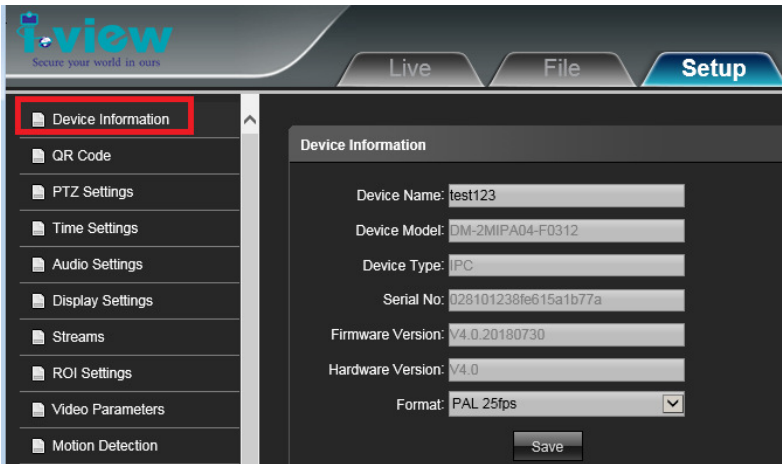 i-view
Secure your world in ours
Live
File
Setup
Device Information
QR Code
PTZ Settings
Time Settings
Audio Settings
Display Settings
Streams
ROI Settings
Video Parameters
Motion Detection
Device Information
Device Name: test123
Device Model: DM-2MIPA04-F0312
Device Type: IPC
Serial No: 028101238fe615a1b77a
Firmware Version: V4.0.20180730
Hardware Version: V4.0
Format: PAL 25fps
Save